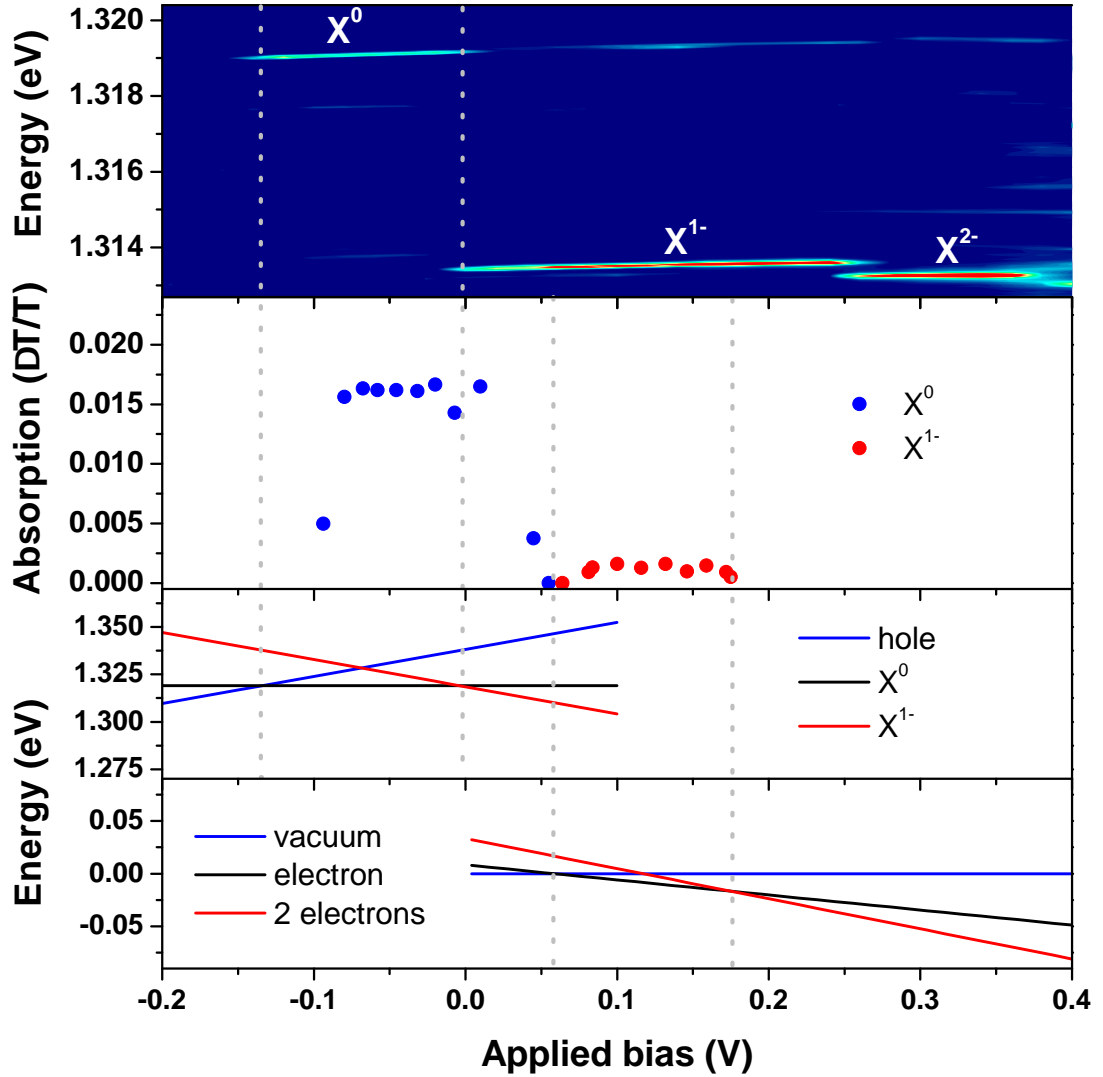 1.320
1.318
1.316
1.314
Energy (eV)
X⁰
X¹⁻
X²⁻
0.020
0.015
0.010
0.005
0.000
Absorption (DT/T)
X⁰
X¹⁻
1.350
1.325
1.300
1.275
Energy (eV)
hole
X⁰
X¹⁻
0.05
0.00
-0.05
vacuum
electron
2 electrons
-0.2 -0.1 0.0 0.1 0.2 0.3 0.4
Applied bias (V)